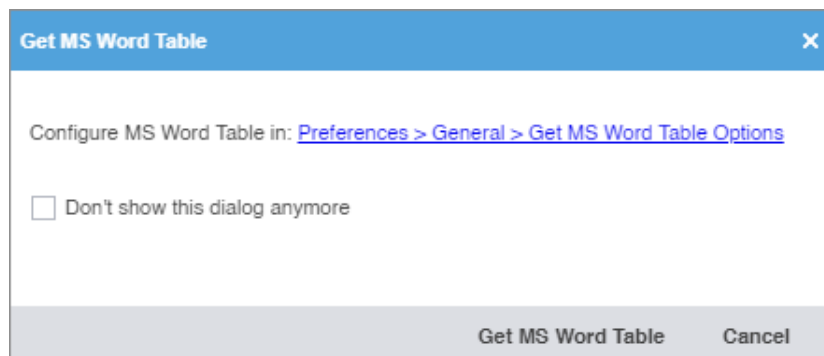 Get MS Word Table
Configure MS Word Table in: Preferences > General > Get MS Word Table Options
Don't show this dialog anymore
Get MS Word Table Cancel